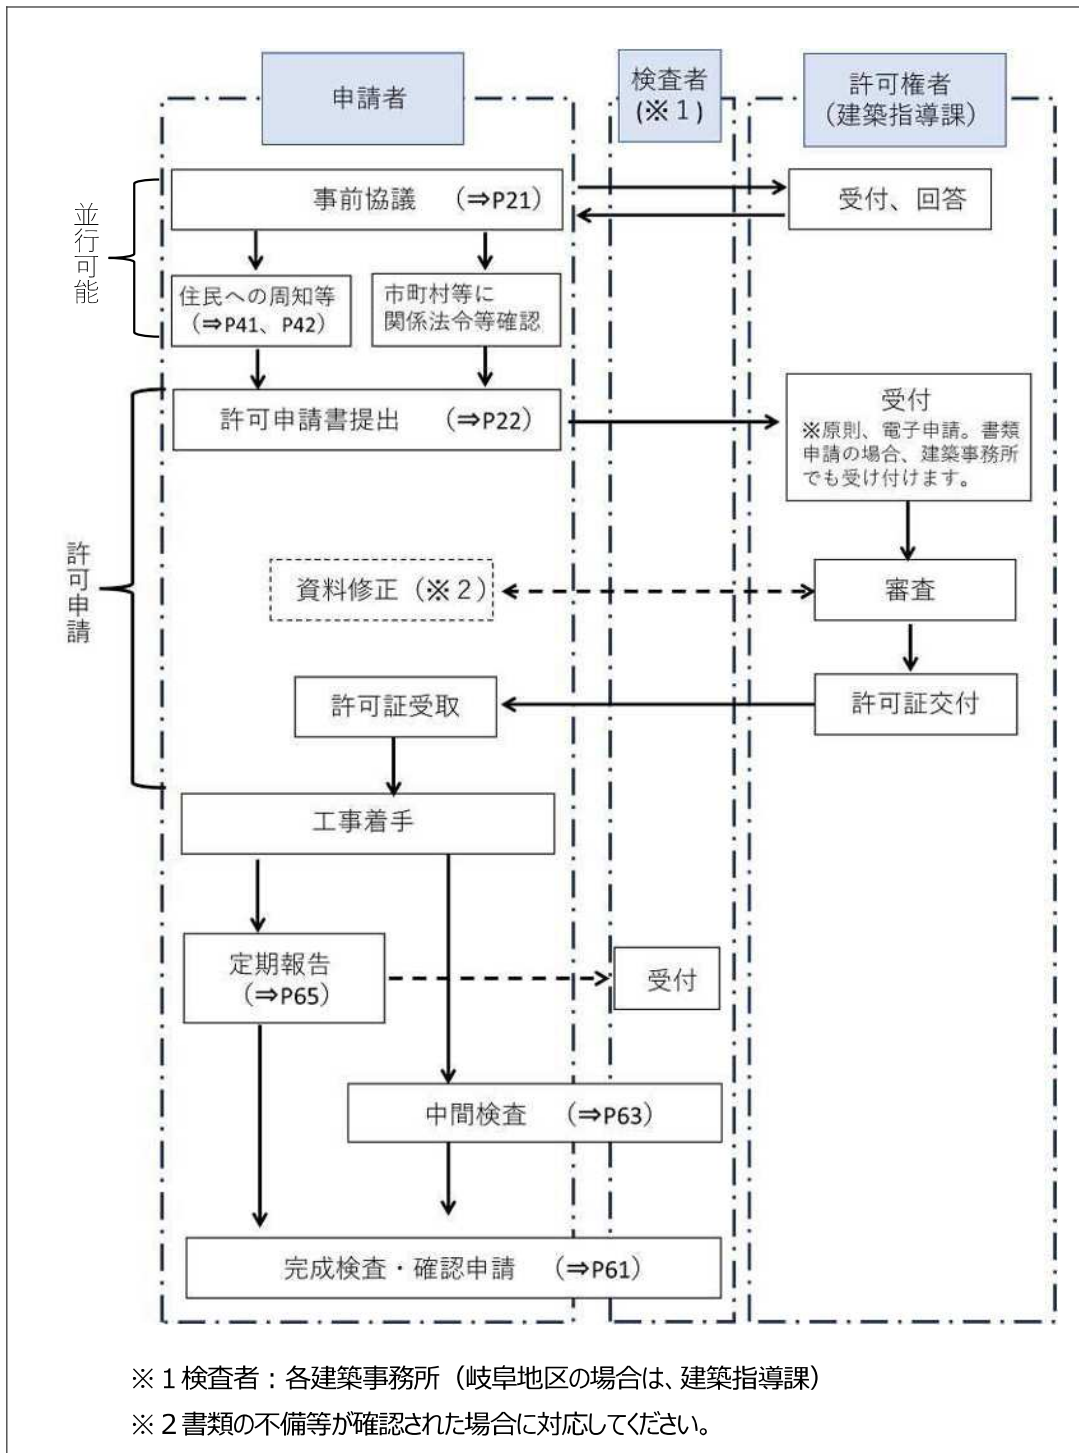 申請者
検査者
(※１)
許可権者
（建築指導課）
並行可能
事前協議　（⇒P21）
受付、回答
住民への周知等
（⇒P41、P42）
市町村等に
関係法令等確認
許可申請
許可申請書提出　（⇒P22）
受付
※原則、電子申請。書類
申請の場合、建築事務所
でも受け付けます。
資料修正（※２）
審査
許可証受取
許可証交付
工事着手
定期報告
（⇒P65）
受付
中間検査　（⇒P63）
完成検査・確認申請　（⇒P61）
※１検査者：各建築事務所（岐阜地区の場合は、建築指導課）
※２書類の不備等が確認された場合に対応してください。